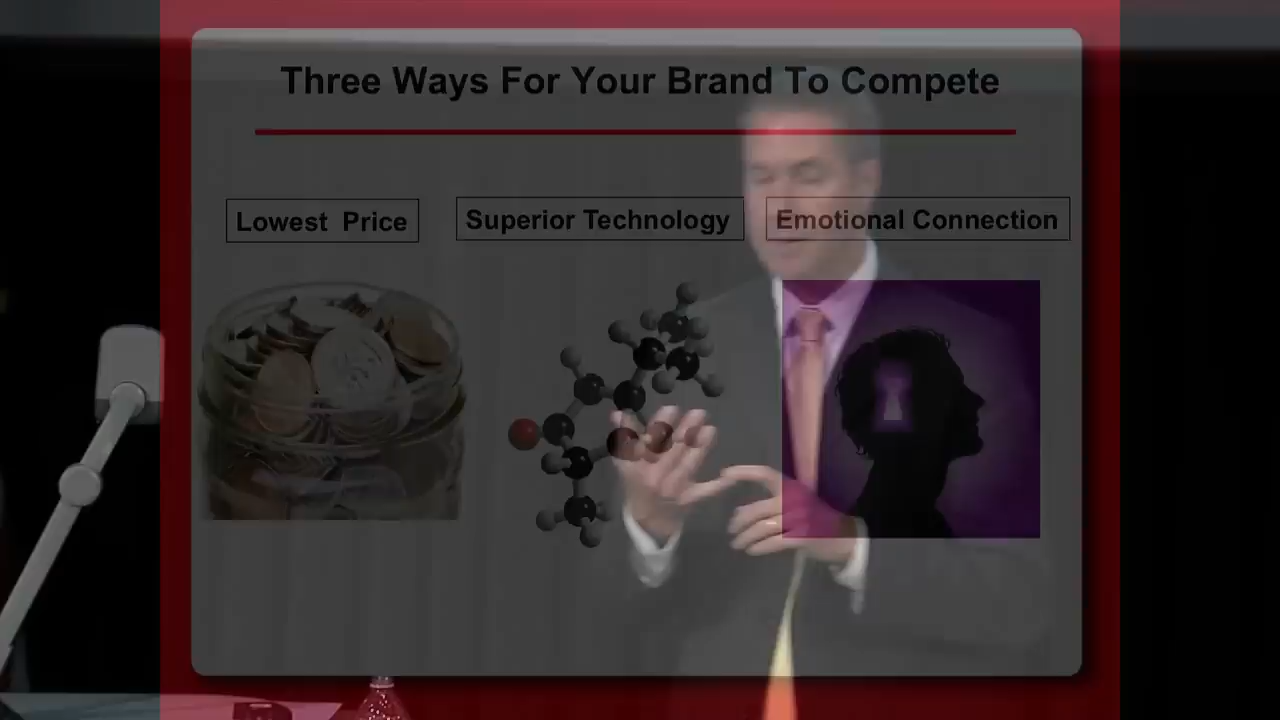 Three Ways For Your Brand To Compete
Lowest Price
Superior Technology
Emotional Connection